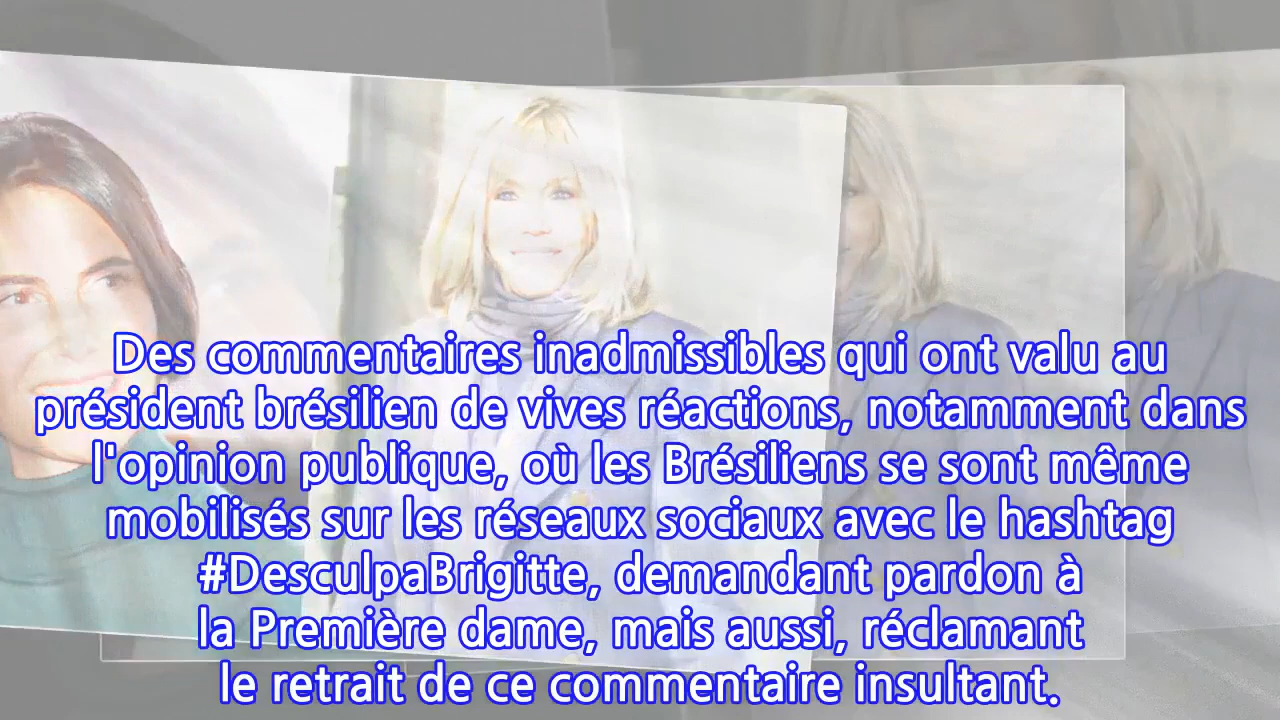 Des commentaires inadmissibles qui ont valu au
président brésilien de vives réactions, notamment dans
l'opinion publique, où les Brésiliens se sont même
mobilisés sur les réseaux sociaux avec le hashtag
#DesculpaBrigitte, demandant pardon à
la Première dame, mais aussi, réclamant
le retrait de ce commentaire insultant.